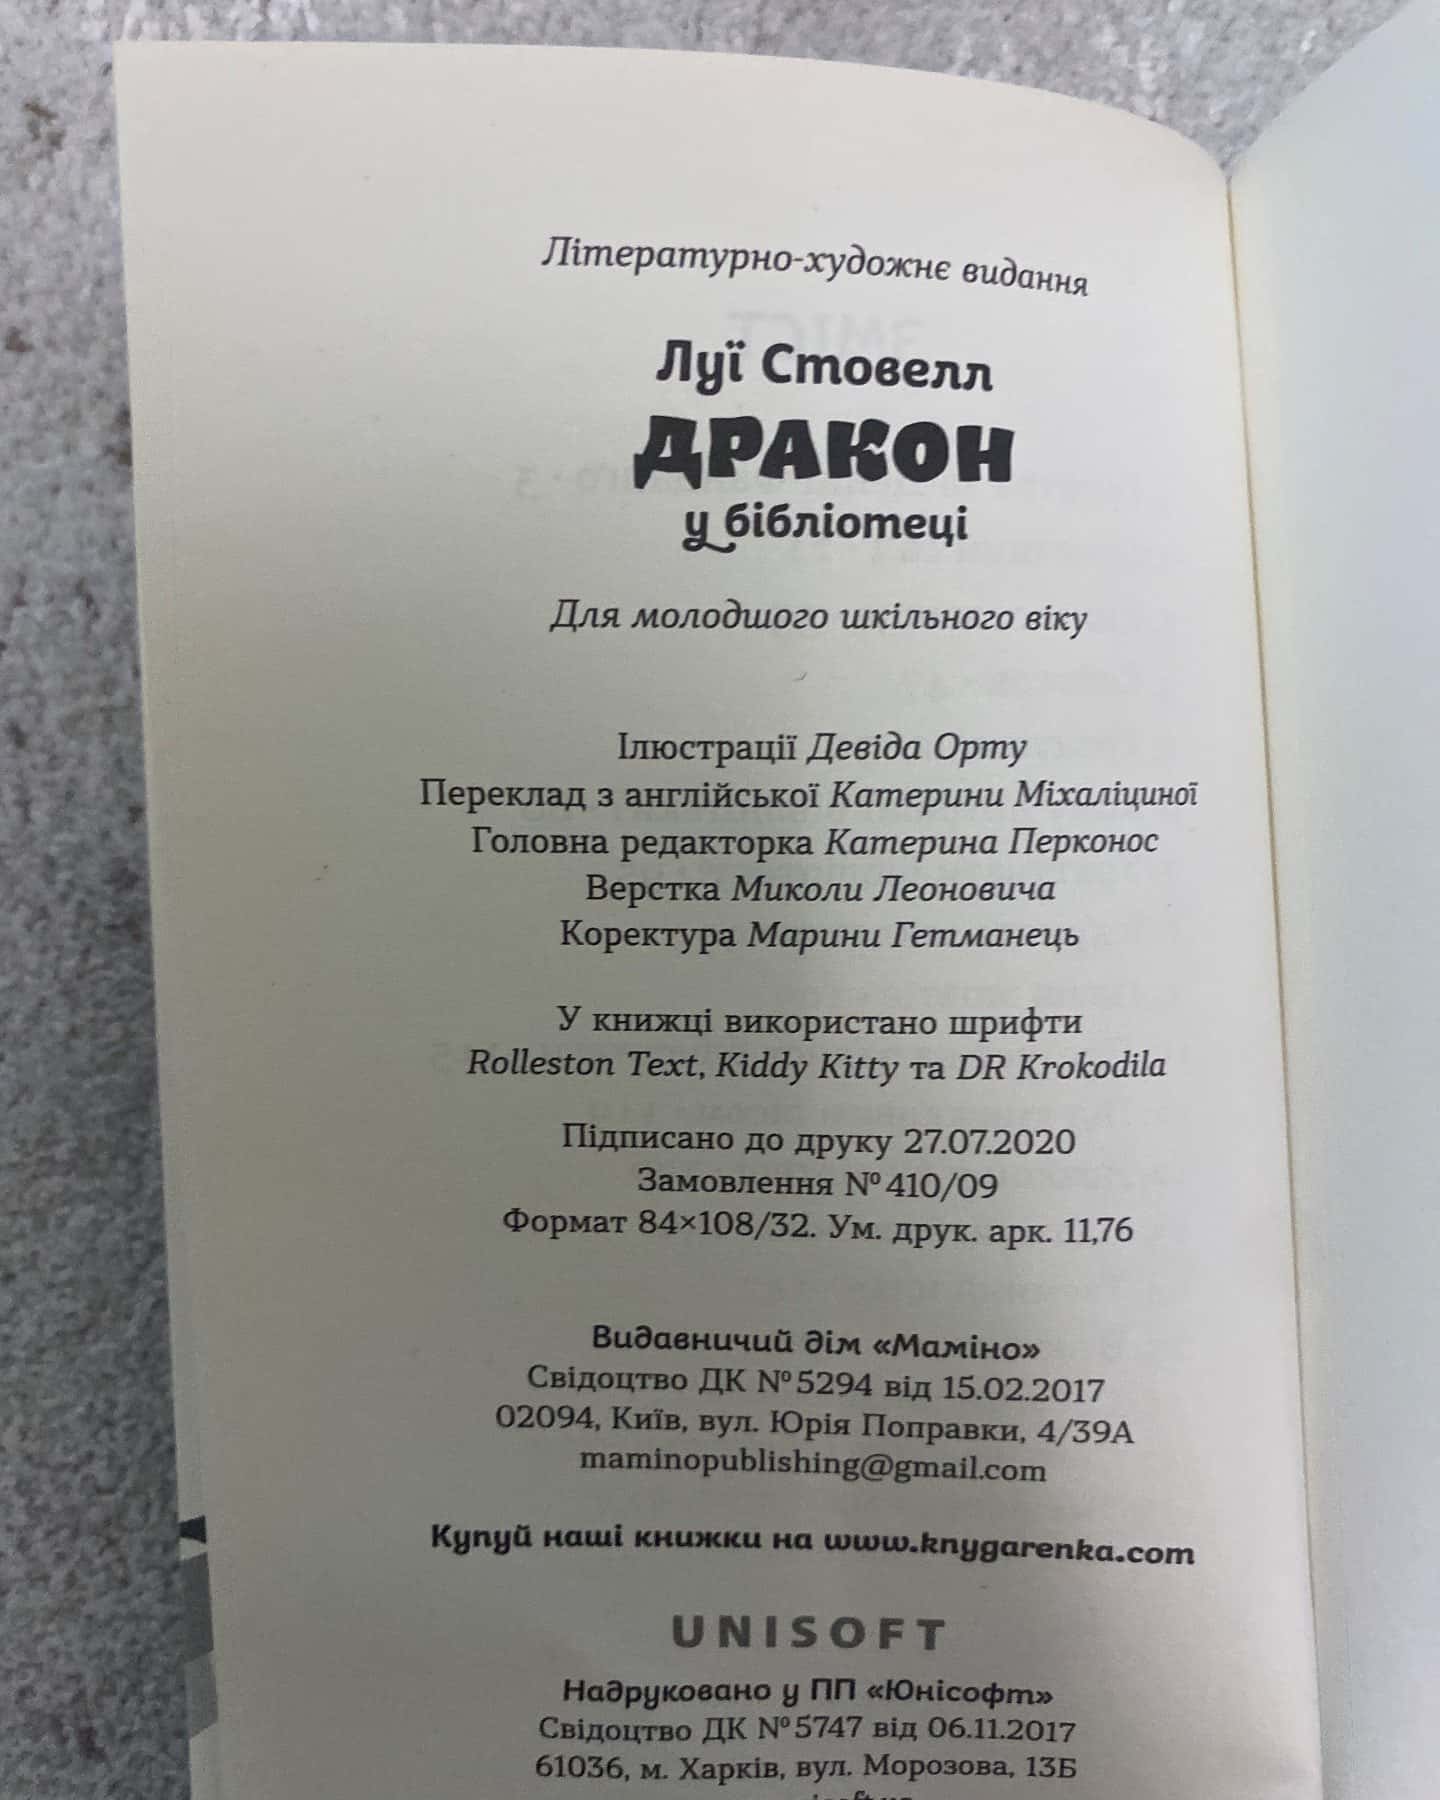 Літературно-художнє видання
Луї Стовелл
ДРАКОН
у бібліотеці
Для молодшого шкільного віку
Ілюстрації Девіда Орту
Переклад з англійської Катерини Міхаліциної
Головна редакторка Катерина Перконос
Верстка Миколи Леоновича
Коректура Марини Гетманець
У книжці використано шрифти
Rolleston Text, Kiddy Kitty та DR Krokodila
Підписано до друку 27.07.2020
Замовлення № 410/09
Формат 84×108/32. Ум. друк. арк. 11,76
Видавничий дім «Маміно»
Свідоцтво ДК № 5294 від 15.02.2017
02094, Київ, вул. Юрія Поправки, 4/39А
maminopublishing@gmail.com
Купуй наші книжки на www.knygarenka.com
UNISOFT
Надруковано у ПП «Юнісофт»
Свідоцтво ДК № 5747 від 06.11.2017
61036, м. Харків, вул. Морозова, 13Б